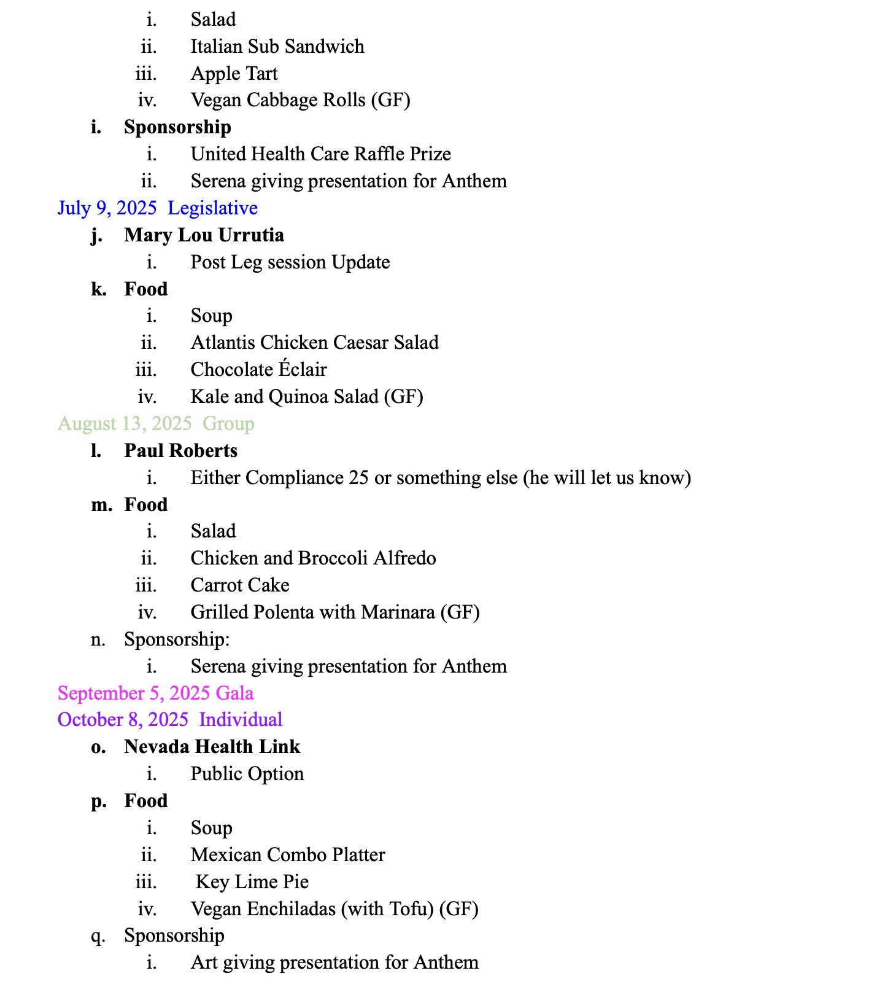 i. Salad
ii. Italian Sub Sandwich
iii. Apple Tart
iv. Vegan Cabbage Rolls (GF)
i. Sponsorship
i. United Health Care Raffle Prize
ii. Serena giving presentation for Anthem
July 9, 2025 Legislative
j. Mary Lou Urrutia
i. Post Leg session Update
k. Food
i. Soup
ii. Atlantis Chicken Caesar Salad
iii. Chocolate Éclair
iv. Kale and Quinoa Salad (GF)
August 13, 2025 Group
l. Paul Roberts
i. Either Compliance 25 or something else (he will let us know)
m. Food
i. Salad
ii. Chicken and Broccoli Alfredo
iii. Carrot Cake
iv. Grilled Polenta with Marinara (GF)
n. Sponsorship:
i. Serena giving presentation for Anthem
September 5, 2025 Gala
October 8, 2025 Individual
o. Nevada Health Link
i. Public Option
p. Food
i. Soup
ii. Mexican Combo Platter
iii. Key Lime Pie
iv. Vegan Enchiladas (with Tofu) (GF)
q. Sponsorship
i. Art giving presentation for Anthem